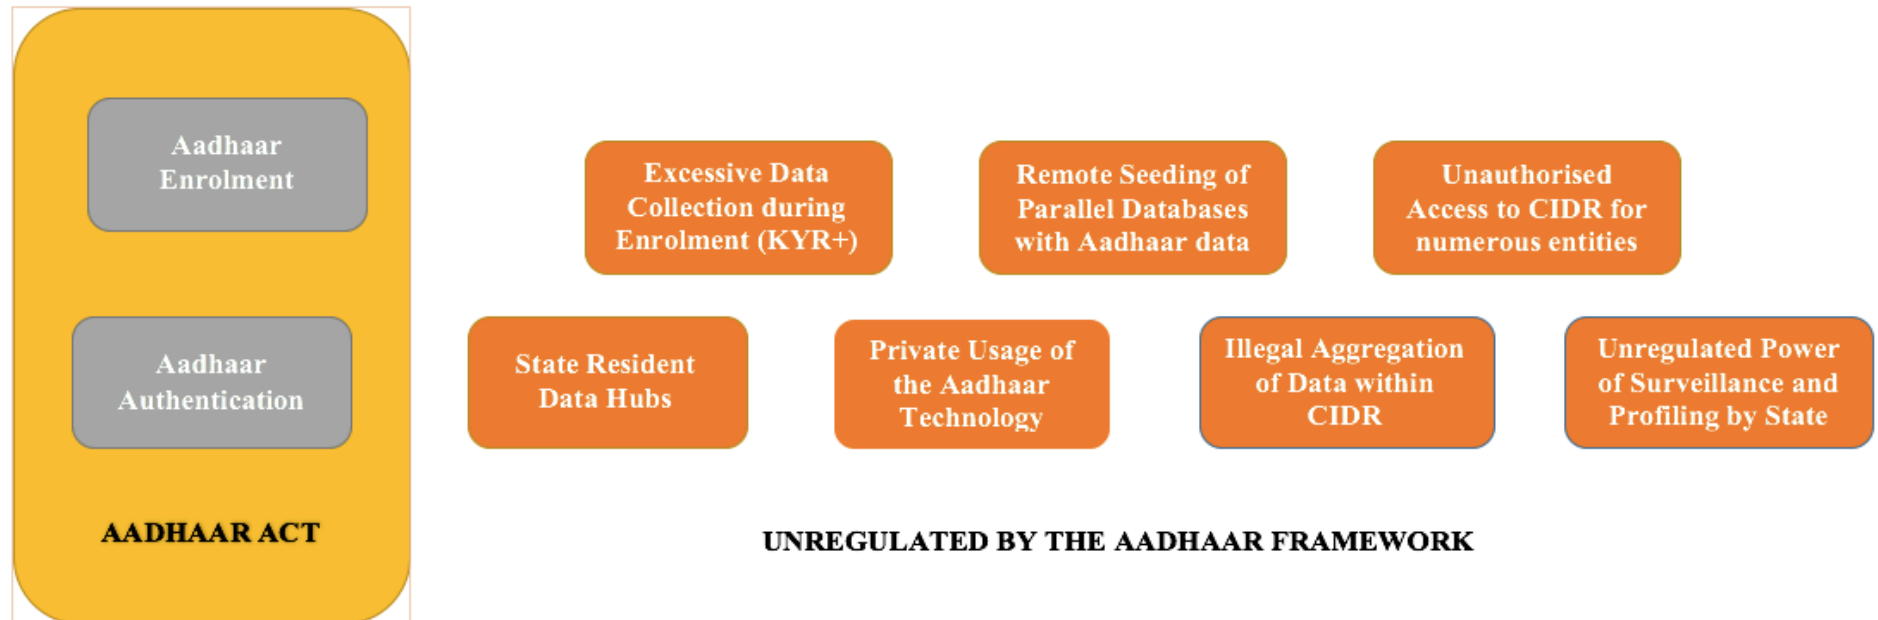 Aadhaar
Enrolment
Aadhaar
Authentication
AADHAAR ACT
Excessive Data
Collection during
Enrolment (KYR+)
Remote Seeding of
Parallel Databases
with Aadhaar data
Unauthorised
Access to CIDR for
numerous entities
State Resident
Data Hubs
Private Usage of
the Aadhaar
Technology
Illegal Aggregation
of Data within
CIDR
Unregulated Power
of Surveillance and
Profiling by State
UNREGULATED BY THE AADHAAR FRAMEWORK